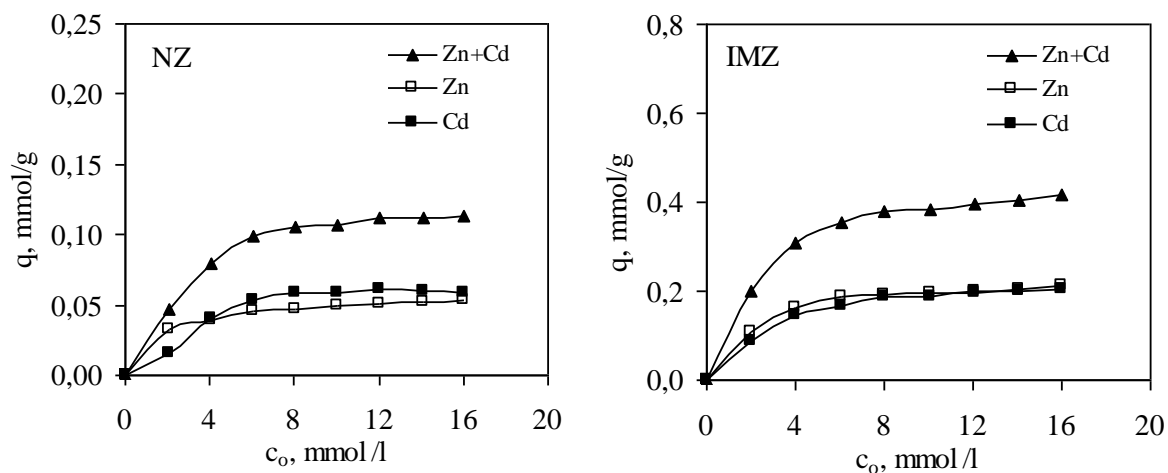 NZ
Zn+Cd
Zn
Cd
0,25
0,20
0,15
0,10
0,05
0,00
q, mmol/g
0 4 8 12 16 20
c₀, mmol /l
IMZ
Zn+Cd
Zn
Cd
0,8
0,6
0,4
0,2
0,0
q, mmol/g
0 4 8 12 16 20
c₀, mmol /l